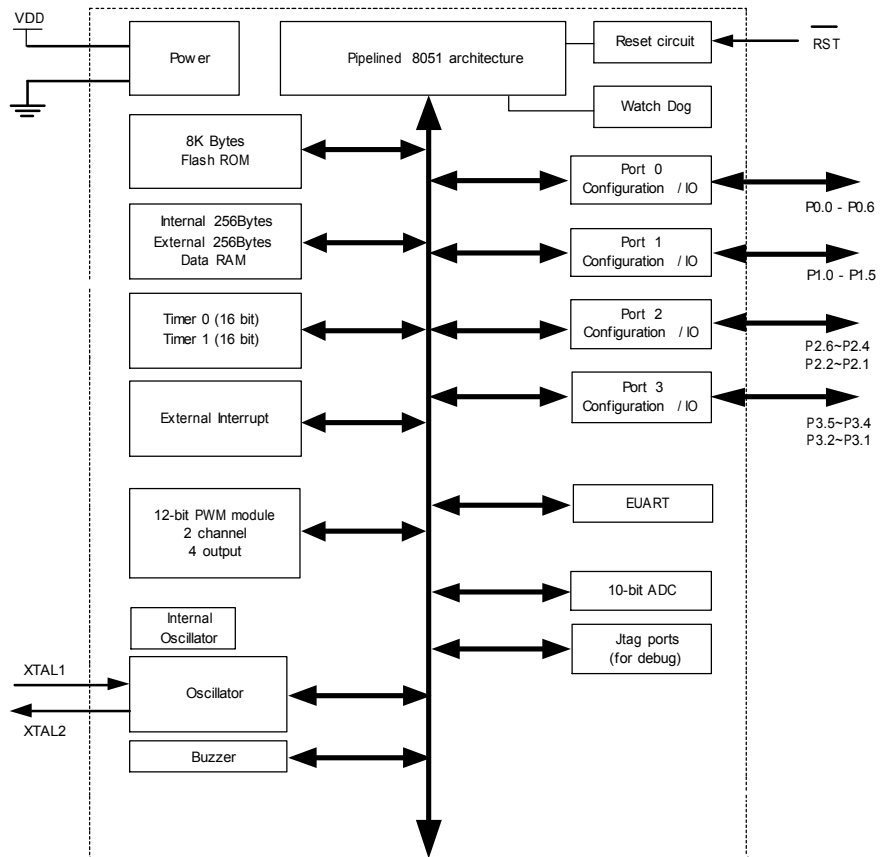 VDD
Power
Pipelined 8051 architecture
Reset circuit
RST
Watch Dog
8K Bytes
Flash ROM
Port 0
Configuration / IO
P0.0 - P0.6
Internal 256Bytes
External 256Bytes
Data RAM
Port 1
Configuration / IO
P1.0 - P1.5
Timer 0 (16 bit)
Timer 1 (16 bit)
Port 2
Configuration / IO
P2.6~P2.4
P2.2~P2.1
External Interrupt
Port 3
Configuration / IO
P3.5~P3.4
P3.2~P3.1
12-bit PWM module
2 channel
4 output
EUART
10-bit ADC
Internal
Oscillator
Jtag ports
(for debug)
XTAL1
Oscillator
XTAL2
Buzzer